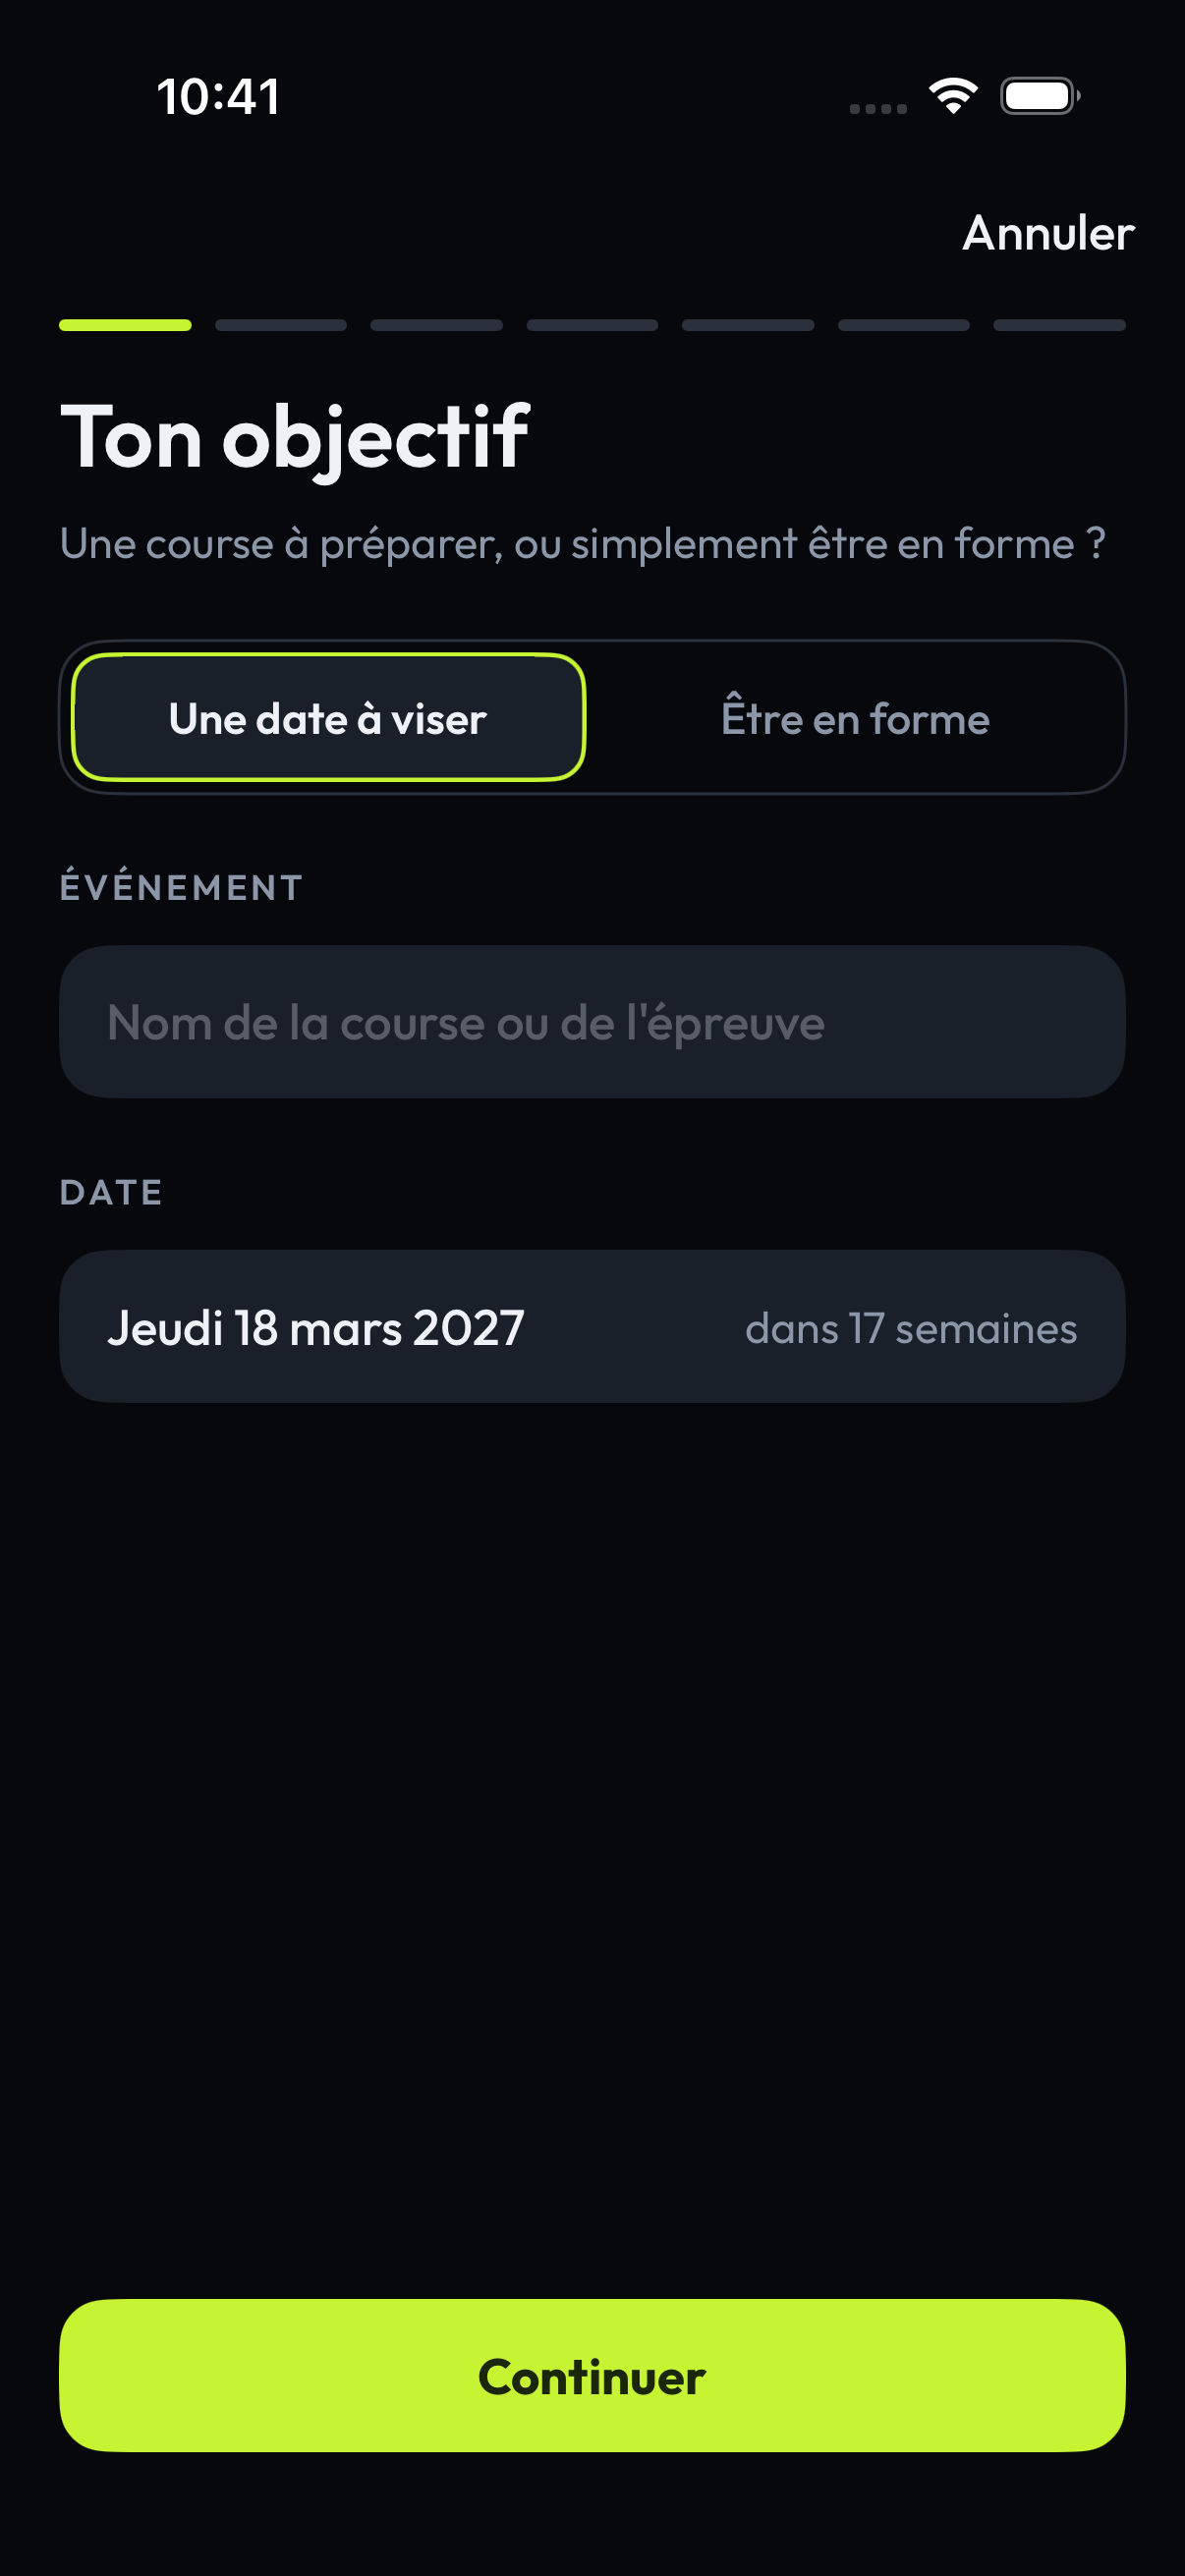 10:41
Annuler
Ton objectif
Une course à préparer, ou simplement être en forme ?
Une date à viser
Être en forme
ÉVÉNEMENT
Nom de la course ou de l'épreuve
DATE
Jeudi 18 mars 2027
dans 17 semaines
Continuer